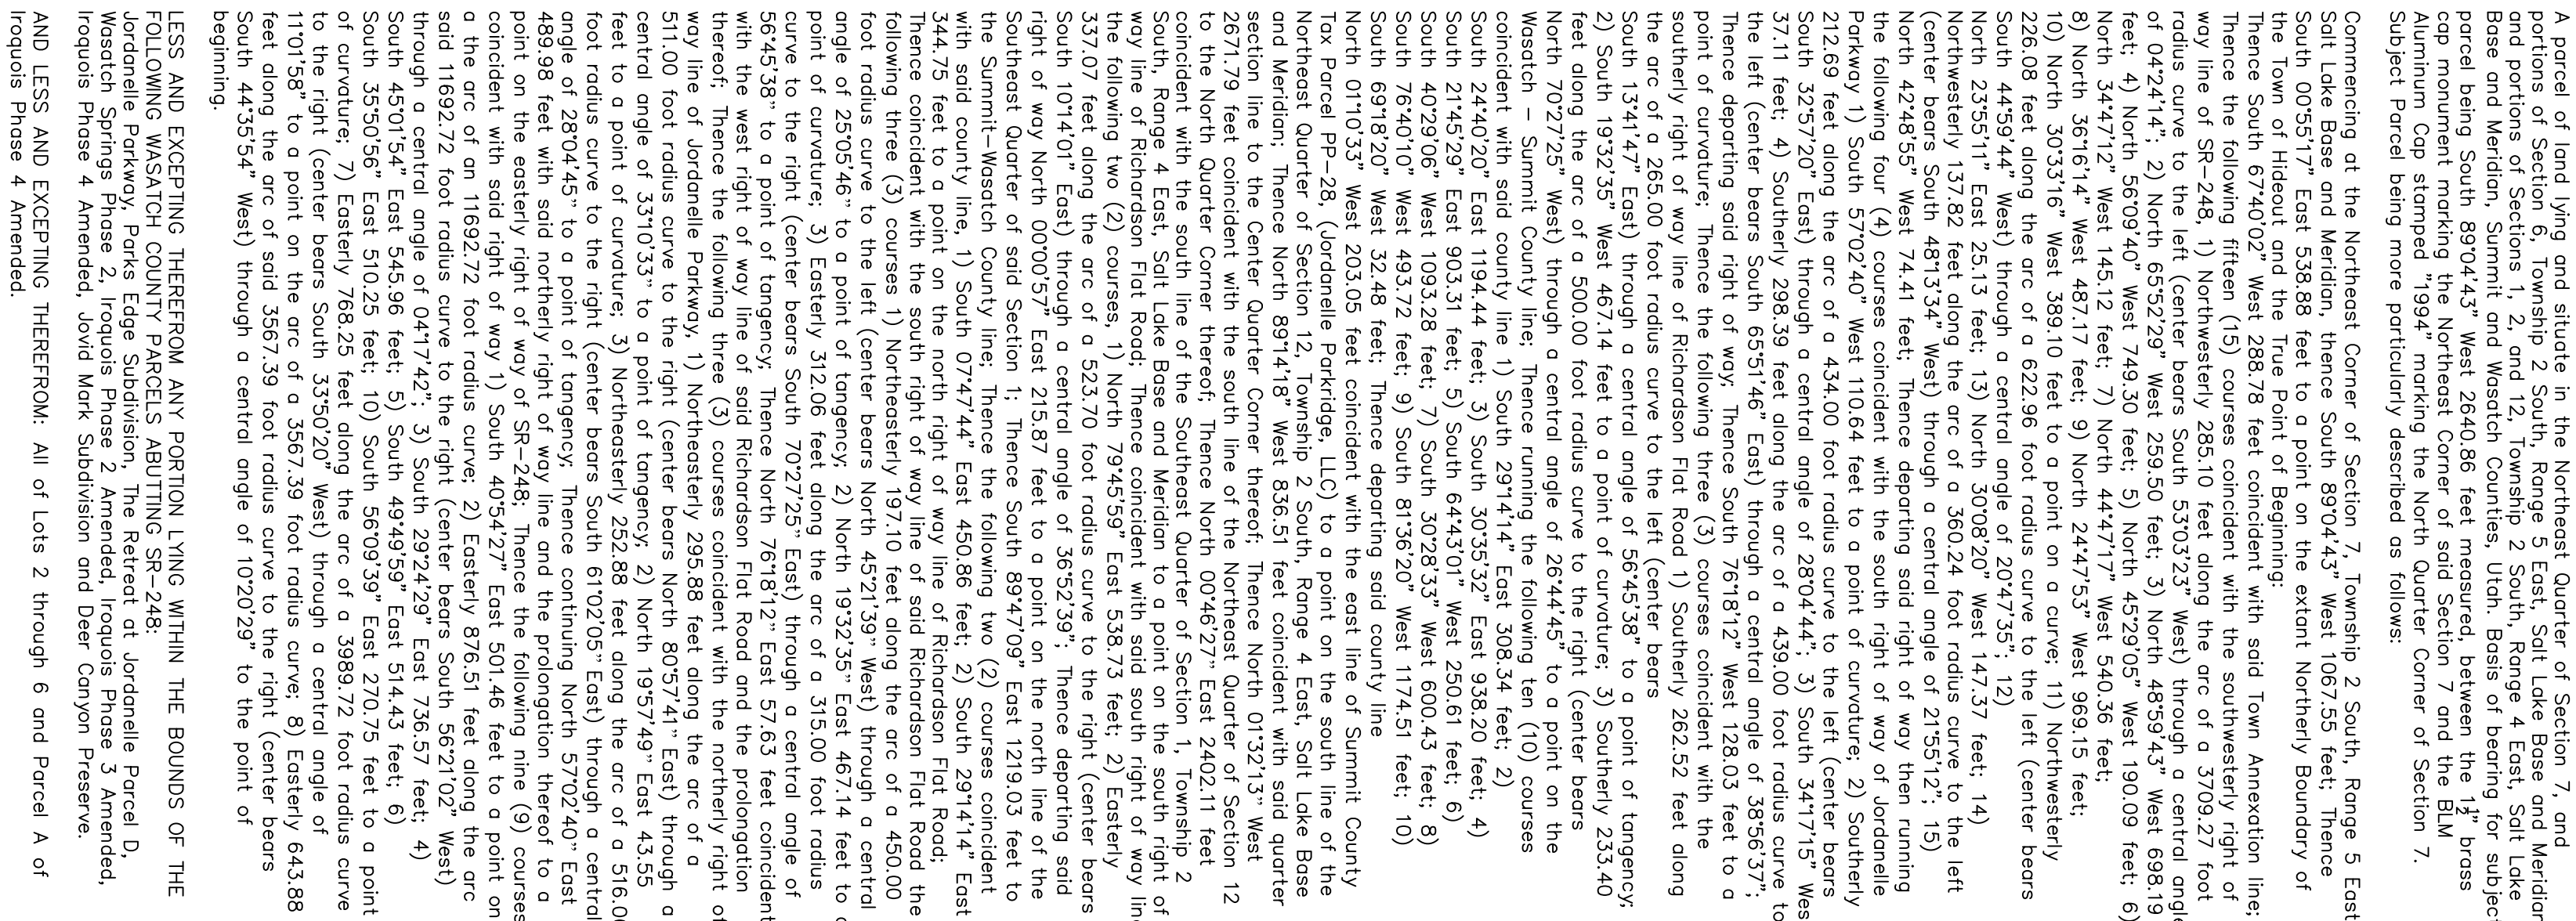 A parcel of land lying and situate in the Northeast Quarter of Section 7, and
portions of Section 6, Township 2 South, Range 5 East, Salt Lake Base and Meridian
and portions of Sections 1, 2, and 12, Township 2 South, Range 4 East, Salt Lake
Base and Meridian, Summit and Wasatch Counties, Utah. Basis of bearing for subject
parcel being South 89°04'43" West 2640.86 feet measured, between the 1½" brass
cap monument marking the Northeast Corner of said Section 7 and the BLM
Aluminum Cap stamped "1994" marking the North Quarter Corner of Section 7.
Subject Parcel being more particularly described as follows:
Commencing at the Northeast Corner of Section 7, Township 2 South, Range 5 East
Salt Lake Base and Meridian, thence South 89°04'43" West 1067.55 feet; Thence
South 00°55'17" East 538.88 feet to a point on the extant Northerly Boundary of
the Town of Hideout and the True Point of Beginning:
Thence South 67°40'02" West 288.78 feet coincident with said Town Annexation line;
Thence the following fifteen (15) courses coincident with the southwesterly right of
way line of SR-248, 1) Northwesterly 285.10 feet along the arc of a 3709.27 foot
radius curve to the left (center bears South 53°03'23" West) through a central angle
of 04°24'14"; 2) North 65°52'29" West 259.50 feet; 3) North 48°59'43" West 698.19
feet; 4) North 56°09'40" West 749.30 feet; 5) North 45°29'05" West 190.09 feet; 6)
North 34°47'12" West 145.12 feet; 7) North 44°47'17" West 540.36 feet;
8) North 36°16'14" West 487.17 feet; 9) North 24°47'53" West 969.15 feet;
10) North 30°33'16" West 389.10 feet to a point on a curve; 11) Northwesterly
226.08 feet along the arc of a 622.96 foot radius curve to the left (center bears
South 44°59'44" West) through a central angle of 20°47'35"; 12)
North 23°55'11" East 25.13 feet; 13) North 30°08'20" West 147.37 feet; 14)
Northwesterly 137.82 feet along the arc of a 360.24 foot radius curve to the left
(center bears South 48°13'34" West) through a central angle of 21°55'12"; 15)
North 42°48'55" West 74.41 feet; Thence departing said right of way then running
the following four (4) courses coincident with the south right of way of Jordanelle
Parkway 1) South 57°02'40" West 110.64 feet to a point of curvature; 2) Southerly
212.69 feet along the arc of a 434.00 foot radius curve to the left (center bears
South 32°57'20" East) through a central angle of 28°04'44"; 3) South 34°17'15" Wes
37.11 feet; 4) Southerly 298.39 feet along the arc of a 439.00 foot radius curve to
the left (center bears South 65°51'46" East) through a central angle of 38°56'37";
Thence departing said right of way; Thence South 76°18'12" West 128.03 feet to a
point of curvature; Thence the following three (3) courses coincident with the
southerly right of way line of Richardson Flat Road 1) Southerly 262.52 feet along
the arc of a 265.00 foot radius curve to the left (center bears
South 13°41'47" East) through a central angle of 56°45'38" to a point of tangency;
2) South 19°32'35" West 467.14 feet to a point of curvature; 3) Southerly 233.40
feet along the arc of a 500.00 foot radius curve to the right (center bears
North 70°27'25" West) through a central angle of 26°44'45" to a point on the
Wasatch - Summit County line; Thence running the following ten (10) courses
coincident with said county line 1) South 29°14'14" East 308.34 feet; 2)
South 24°40'20" East 1194.44 feet; 3) South 30°35'32" East 938.20 feet; 4)
South 21°45'29" East 903.31 feet; 5) South 64°43'01" West 250.61 feet; 6)
South 40°29'06" West 1093.28 feet; 7) South 30°28'33" West 600.43 feet; 8)
South 76°40'10" West 493.72 feet; 9) South 81°36'20" West 1174.51 feet; 10)
South 69°18'20" West 32.48 feet; Thence departing said county line
North 01°10'33" West 203.05 feet coincident with the east line of Summit County
Tax Parcel PP-28, (Jordanelle Parkridge, LLC) to a point on the south line of the
Northeast Quarter of Section 12, Township 2 South, Range 4 East, Salt Lake Base
and Meridian; Thence North 89°14'18" West 836.51 feet coincident with said quarter
section line to the Center Quarter Corner thereof; Thence North 01°32'13" West
2671.79 feet coincident with the south line of the Northeast Quarter of Section 12
to the North Quarter Corner thereof; Thence North 00°46'27" East 2402.11 feet
coincident with the south line of the Southeast Quarter of Section 1, Township 2
South, Range 4 East, Salt Lake Base and Meridian to a point on the south right of
way line of Richardson Flat Road; Thence coincident with said south right of way line
the following two (2) courses, 1) North 79°45'59" East 538.73 feet; 2) Easterly
337.07 feet along the arc of a 523.70 foot radius curve to the right (center bears
South 10°14'01" East) through a central angle of 36°52'39"; Thence departing said
right of way North 00°00'57" East 215.87 feet to a point on the north line of the
Southeast Quarter of said Section 1; Thence South 89°47'09" East 1219.03 feet to
the Summit-Wasatch County line; Thence the following two (2) courses coincident
with said county line, 1) South 07°47'44" East 450.86 feet; 2) South 29°14'14" East
344.75 feet to a point on the north right of way line of Richardson Flat Road;
Thence coincident with the south right of way line of said Richardson Flat Road the
following three (3) courses 1) Northeasterly 197.10 feet along the arc of a 450.00
foot radius curve to the left (center bears North 45°21'39" West) through a central
angle of 25°05'46" to a point of tangency; 2) North 19°32'35" East 467.14 feet to a
point of curvature; 3) Easterly 312.06 feet along the arc of a 315.00 foot radius
curve to the right (center bears South 70°27'25" East) through a central angle of
56°45'38" to a point of tangency; Thence North 76°18'12" East 57.63 feet coincident
with the west right of way line of said Richardson Flat Road and the prolongation
thereof; Thence the following three (3) courses coincident with the northerly right of
way line of Jordanelle Parkway, 1) Northeasterly 295.88 feet along the arc of a
511.00 foot radius curve to the right (center bears North 80°57'41" East) through a
central angle of 33°10'33" to a point of tangency; 2) North 19°57'49" East 43.55
feet to a point of curvature; 3) Northeasterly 252.88 feet along the arc of a 516.00
foot radius curve to the right (center bears South 61°02'05" East) through a central
angle of 28°04'45" to a point of tangency; Thence continuing North 57°02'40" East
489.98 feet with said northerly right of way line and the prolongation thereof to a
point on the easterly right of way of SR-248; Thence the following nine (9) courses
coincident with said right of way 1) South 40°54'27" East 501.46 feet to a point on
a the arc of an 11692.72 foot radius curve; 2) Easterly 876.51 feet along the arc
said 11692.72 foot radius curve to the right (center bears South 56°21'02" West)
through a central angle of 04°17'42"; 3) South 29°24'29" East 736.57 feet; 4)
South 45°01'54" East 545.96 feet; 5) South 49°49'59" East 514.43 feet; 6)
South 35°50'56" East 510.25 feet; 10) South 56°09'39" East 270.75 feet to a point
of curvature; 7) Easterly 768.25 feet along the arc of a 3989.72 foot radius curve
to the right (center bears South 33°50'20" West) through a central angle of
11°01'58" to a point on the arc of a 3567.39 foot radius curve; 8) Easterly 643.88
feet along the arc of said 3567.39 foot radius curve to the right (center bears
South 44°35'54" West) through a central angle of 10°20'29" to the point of
beginning.
LESS AND EXCEPTING THEREFROM ANY PORTION LYING WITHIN THE BOUNDS OF THE
FOLLOWING WASATCH COUNTY PARCELS ABUTTING SR-248:
Jordanelle Parkway, Parks Edge Subdivision, The Retreat at Jordanelle Parcel D,
Wasatch Springs Phase 2, Iroquois Phase 2 Amended, Iroquois Phase 3 Amended,
Iroquois Phase 4 Amended, Jovid Mark Subdivision and Deer Canyon Preserve.
AND LESS AND EXCEPTING THEREFROM: All of Lots 2 through 6 and Parcel A of
Iroquois Phase 4 Amended.